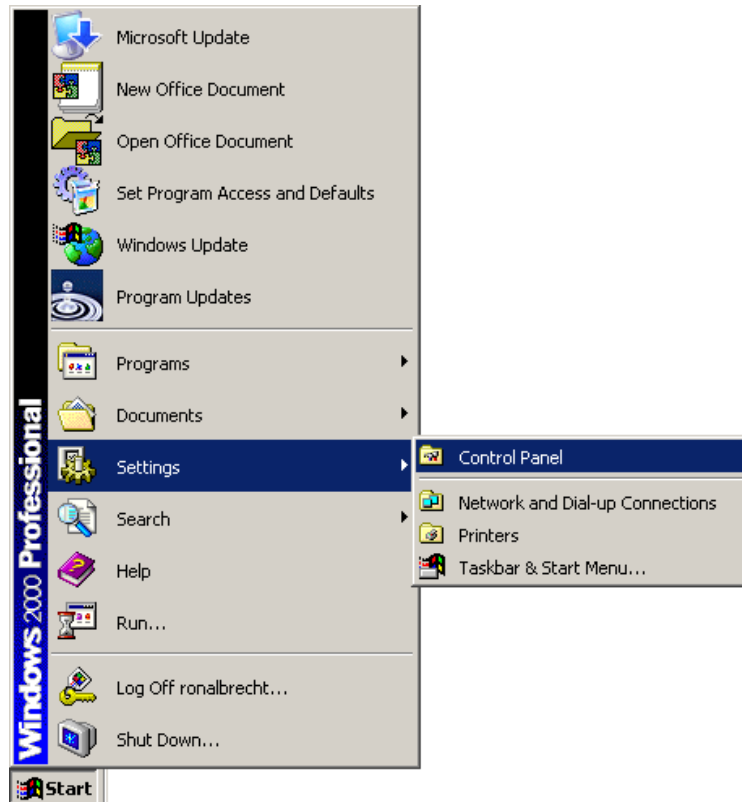 Microsoft Update
New Office Document
Open Office Document
Set Program Access and Defaults
Windows Update
Program Updates
Programs
Documents
Settings
Control Panel
Network and Dial-up Connections
Printers
Taskbar & Start Menu...
Search
Help
Run...
Log Off ronalbrecht...
Shut Down...
Windows 2000 Professional
Start